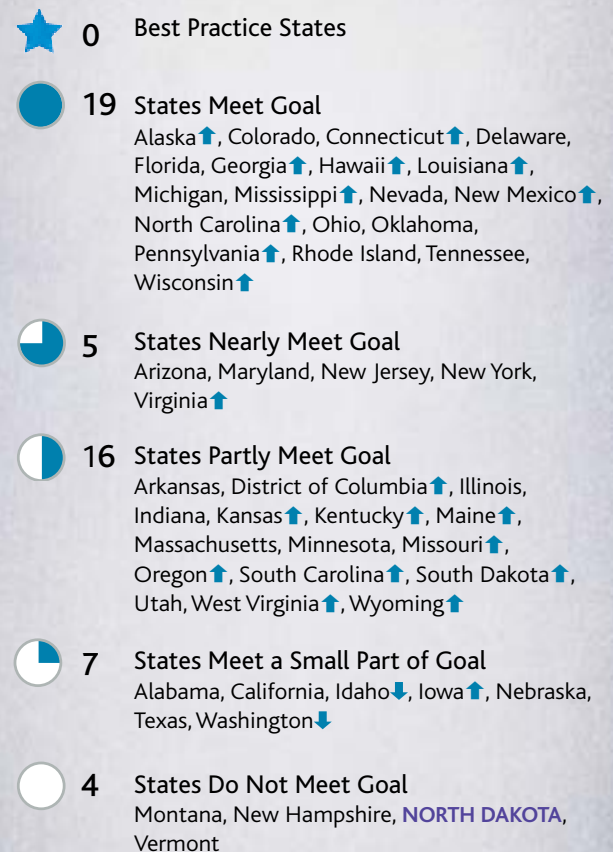 0 Best Practice States
19 States Meet Goal
Alaska⬆, Colorado, Connecticut⬆, Delaware,
Florida, Georgia⬆, Hawaii⬆, Louisiana⬆,
Michigan, Mississippi⬆, Nevada, New Mexico⬆,
North Carolina⬆, Ohio, Oklahoma,
Pennsylvania⬆, Rhode Island, Tennessee,
Wisconsin⬆
5 States Nearly Meet Goal
Arizona, Maryland, New Jersey, New York,
Virginia⬆
16 States Partly Meet Goal
Arkansas, District of Columbia⬆, Illinois,
Indiana, Kansas⬆, Kentucky⬆, Maine⬆,
Massachusetts, Minnesota, Missouri⬆,
Oregon⬆, South Carolina⬆, South Dakota⬆,
Utah, West Virginia⬆, Wyoming⬆
7 States Meet a Small Part of Goal
Alabama, California, Idaho⬇, Iowa⬆, Nebraska,
Texas, Washington⬇
4 States Do Not Meet Goal
Montana, New Hampshire, NORTH DAKOTA,
Vermont